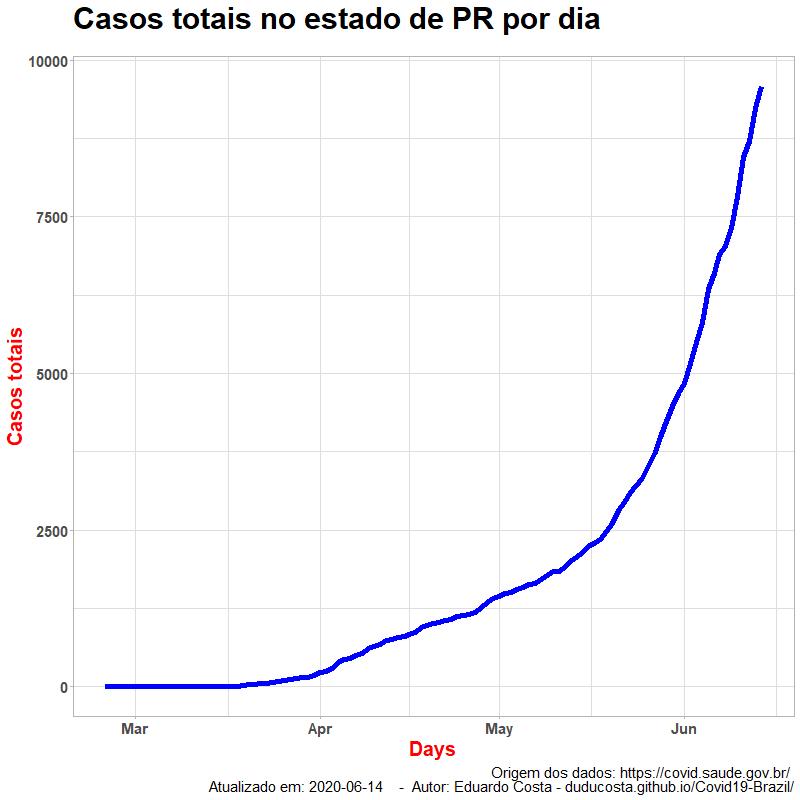 Casos totais no estado de PR por dia
10000
7500
5000
2500
0
Casos totais
Mar Apr May Jun
Days
Origem dos dados: https://covid.saude.gov.br/
Atualizado em: 2020-06-14 - Autor: Eduardo Costa - duducosta.github.io/Covid19-Brazil/